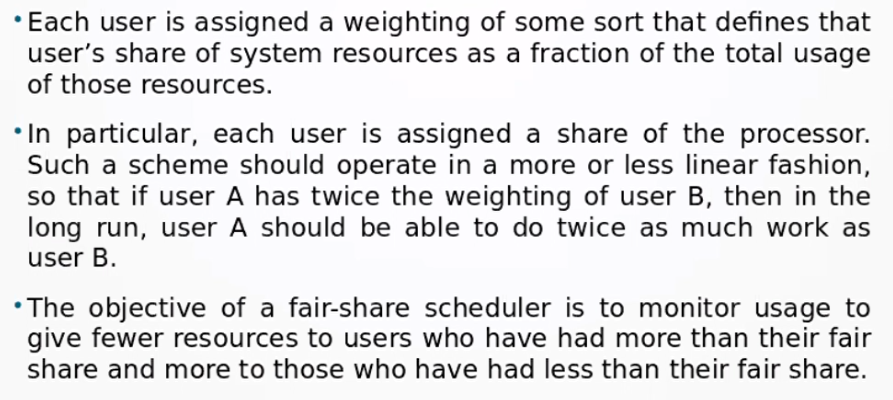 •Each user is assigned a weighting of some sort that defines that
user’s share of system resources as a fraction of the total usage
of those resources.
•In particular, each user is assigned a share of the processor.
Such a scheme should operate in a more or less linear fashion,
so that if user A has twice the weighting of user B, then in the
long run, user A should be able to do twice as much work as
user B.
•The objective of a fair-share scheduler is to monitor usage to
give fewer resources to users who have had more than their fair
share and more to those who have had less than their fair share.